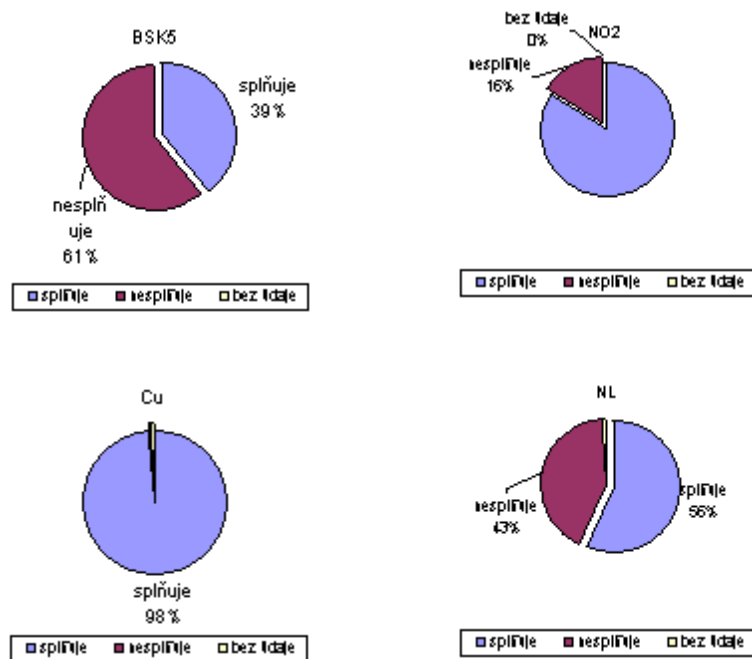 BSK5
splňuje
39%
nesplň
uje
61%
splňuje nesplňuje bez údaje
NO2
bez údaje
0%
nesplňuje
16%
splňuje nesplňuje bez údaje
Cu
splňuje
98%
splňuje nesplňuje bez údaje
NL
nesplňuje
43%
splňuje
56%
splňuje nesplňuje bez údaje